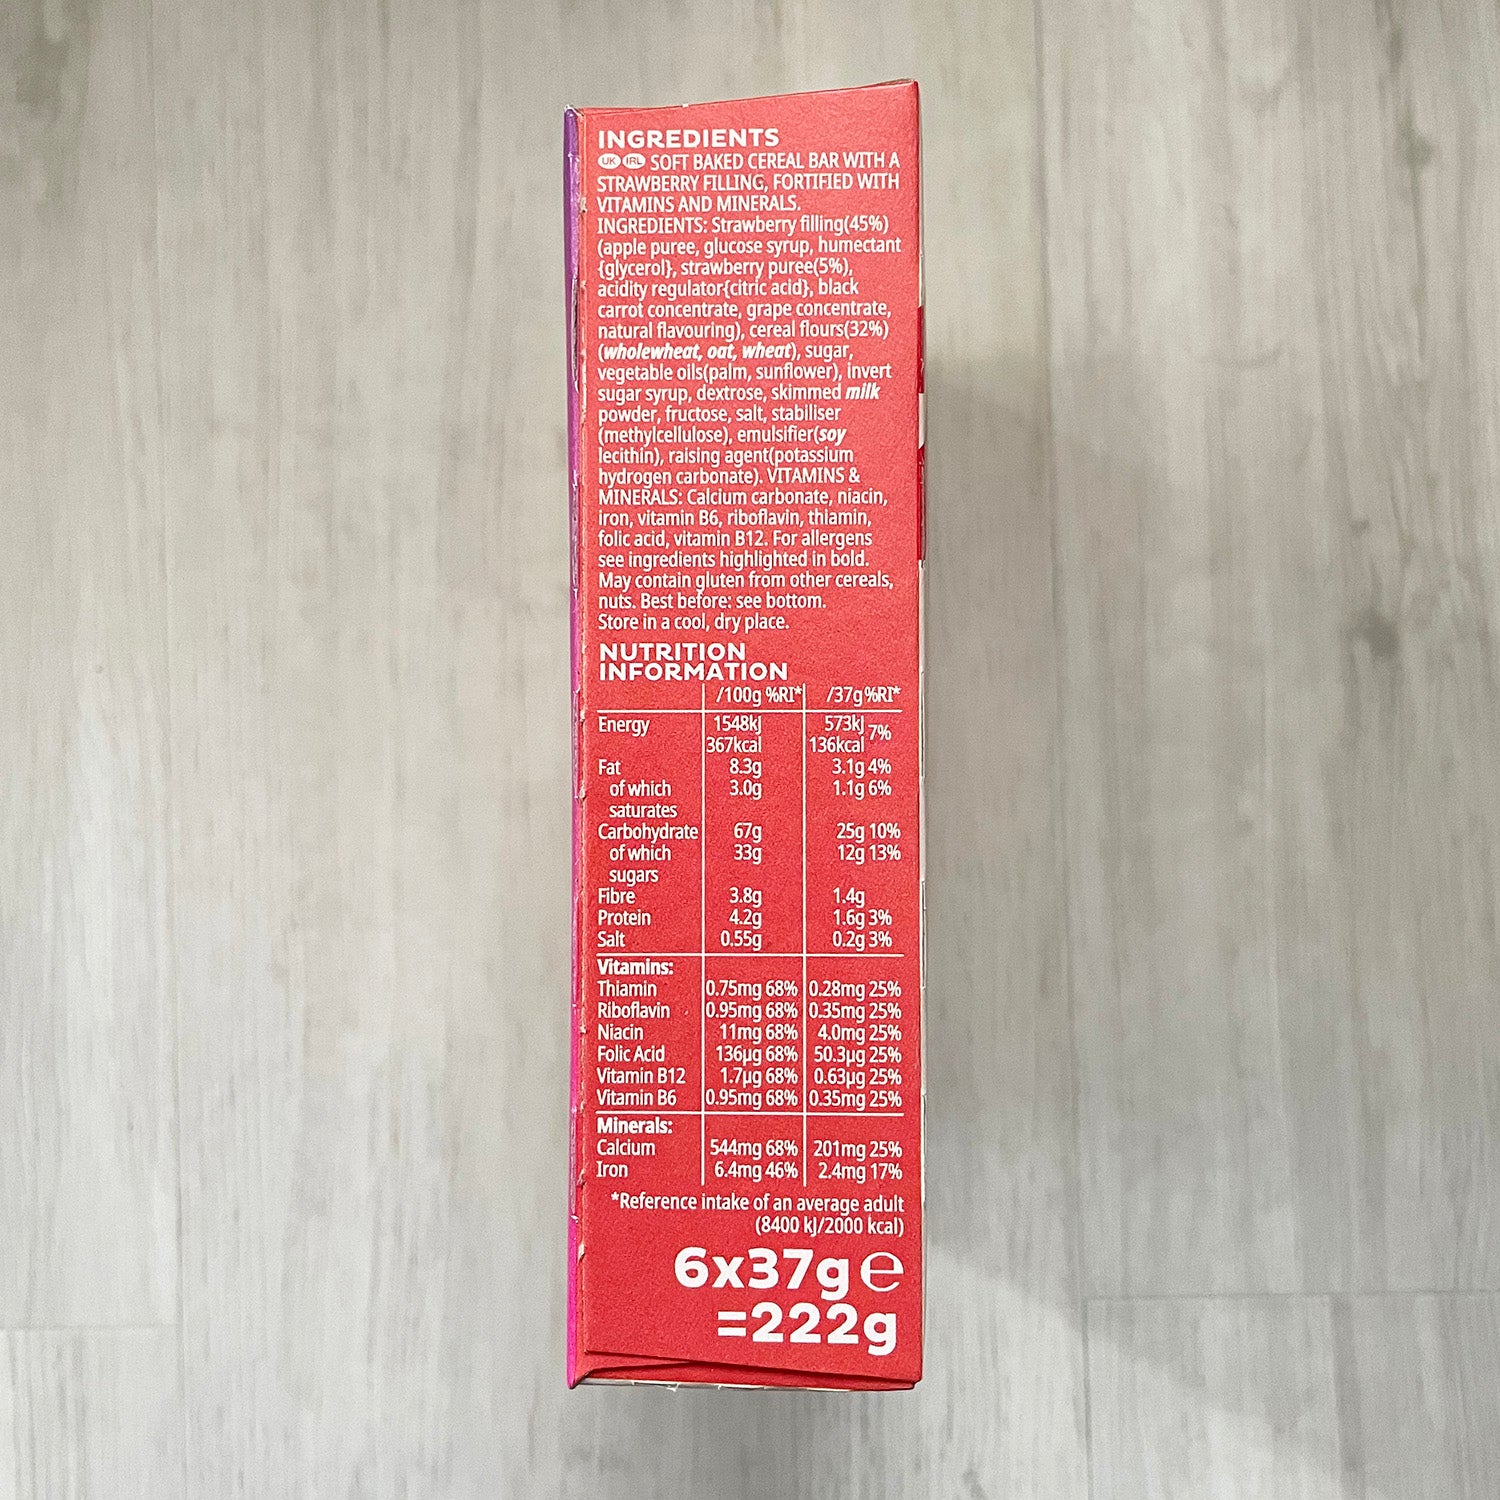 INGREDIENTS
UK IRL SOFT BAKED CEREAL BAR WITH A
STRAWBERRY FILLING, FORTIFIED WITH
VITAMINS AND MINERALS.
INGREDIENTS: Strawberry filling(45%)
(apple puree, glucose syrup, humectant
{glycerol}, strawberry puree(5%),
acidity regulator{citric acid}, black
carrot concentrate, grape concentrate,
natural flavouring), cereal flours(32%)
(wholewheat, oat, wheat), sugar,
vegetable oils(palm, sunflower), invert
sugar syrup, dextrose, skimmed milk
powder, fructose, salt, stabiliser
(methylcellulose), emulsifier(soy
lecithin), raising agent(potassium
hydrogen carbonate). VITAMINS &
MINERALS: Calcium carbonate, niacin,
iron, vitamin B6, riboflavin, thiamin,
folic acid, vitamin B12. For allergens
see ingredients highlighted in bold.
May contain gluten from other cereals,
nuts. Best before: see bottom.
Store in a cool, dry place.
NUTRITION
INFORMATION
/100g %RI* /37g %RI*
Energy 1548kJ 573kJ 7%
367kcal 136kcal
Fat 8.3g 3.1g 4%
of which 3.0g 1.1g 6%
saturates
Carbohydrate 67g 25g 10%
of which 33g 12g 13%
sugars
Fibre 3.8g 1.4g
Protein 4.2g 1.6g 3%
Salt 0.55g 0.2g 3%
Vitamins:
Thiamin 0.75mg 68% 0.28mg 25%
Riboflavin 0.95mg 68% 0.35mg 25%
Niacin 11mg 68% 4.0mg 25%
Folic Acid 136µg 68% 50.3µg 25%
Vitamin B12 1.7µg 68% 0.63µg 25%
Vitamin B6 0.95mg 68% 0.35mg 25%
Minerals:
Calcium 544mg 68% 201mg 25%
Iron 6.4mg 46% 2.4mg 17%
*Reference intake of an average adult
(8400 kJ/2000 kcal)
6x37g ℮
=222g